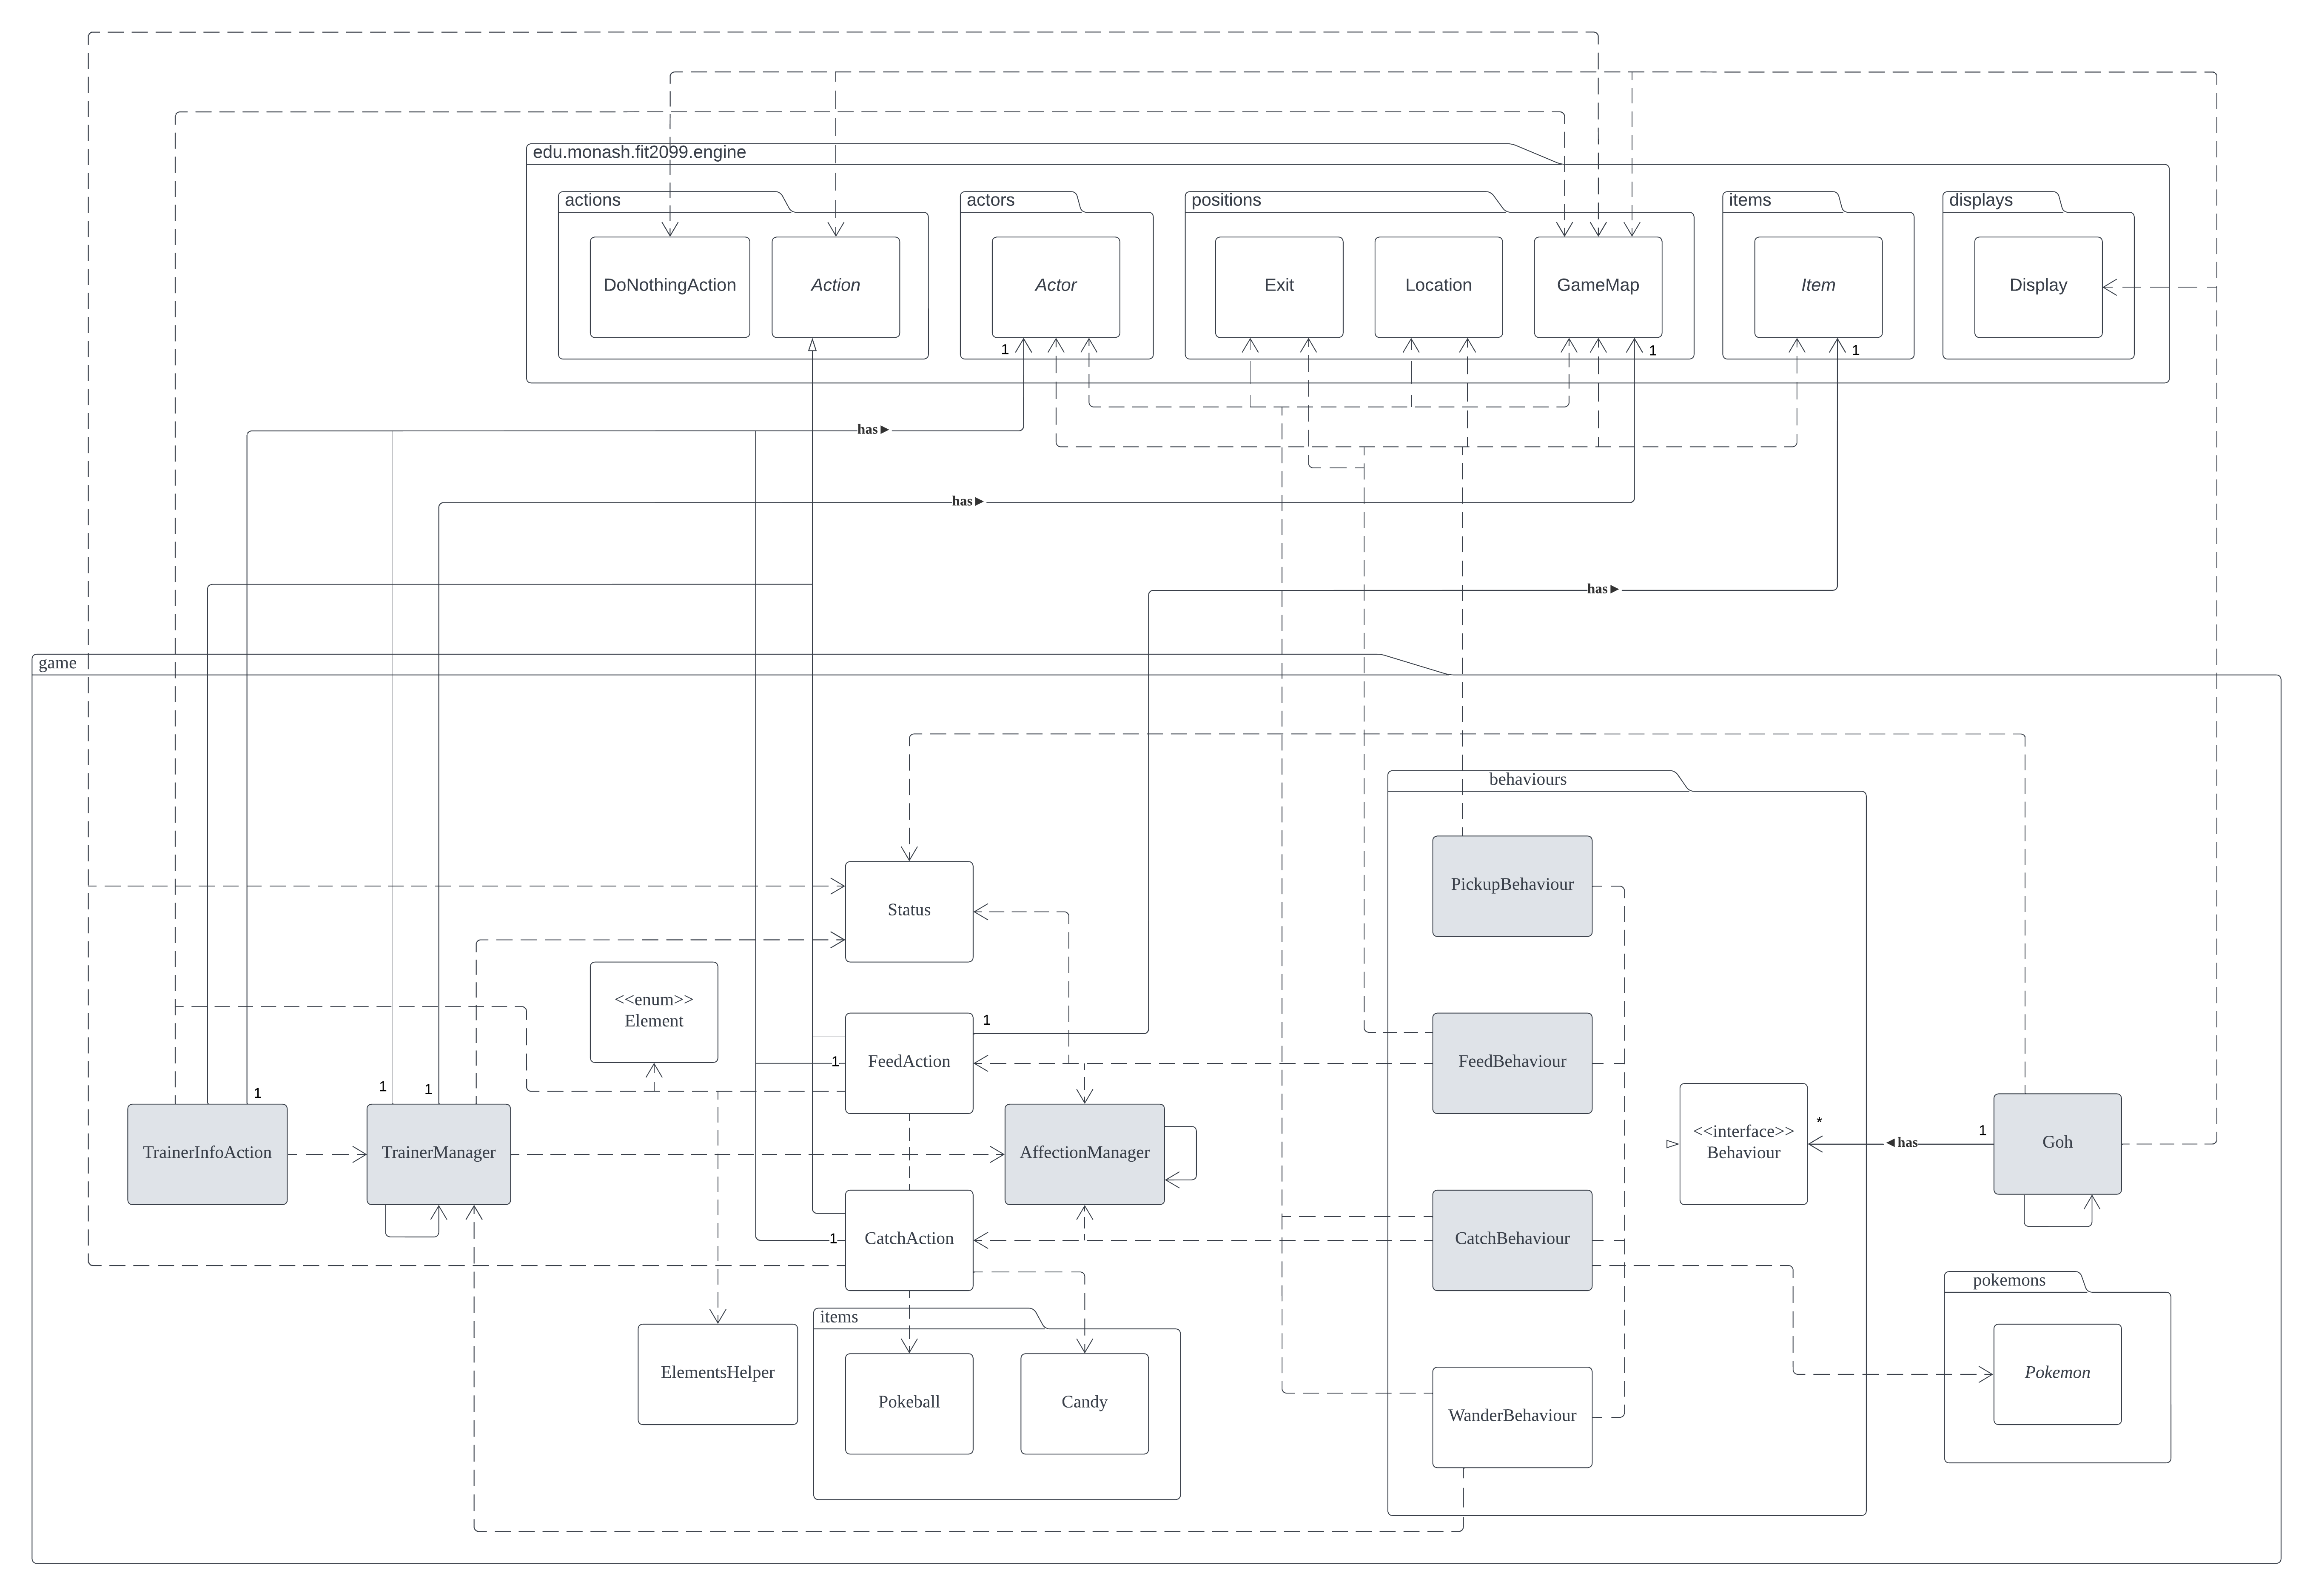 edu.monash.fit2099.engine
actions
actors
positions
items
displays
DoNothingAction
Action
Actor
Exit
Location
GameMap
Item
Display
1
1
1
has►
has►
has►
game
behaviours
PickupBehaviour
Status
<<enum>>
Element
1
FeedAction
1
FeedBehaviour
1
1
1
TrainerInfoAction
TrainerManager
AffectionManager
<<interface>>
Behaviour
*
◄has
1
Goh
1
CatchAction
CatchBehaviour
pokemons
Pokemon
items
ElementsHelper
Pokeball
Candy
WanderBehaviour